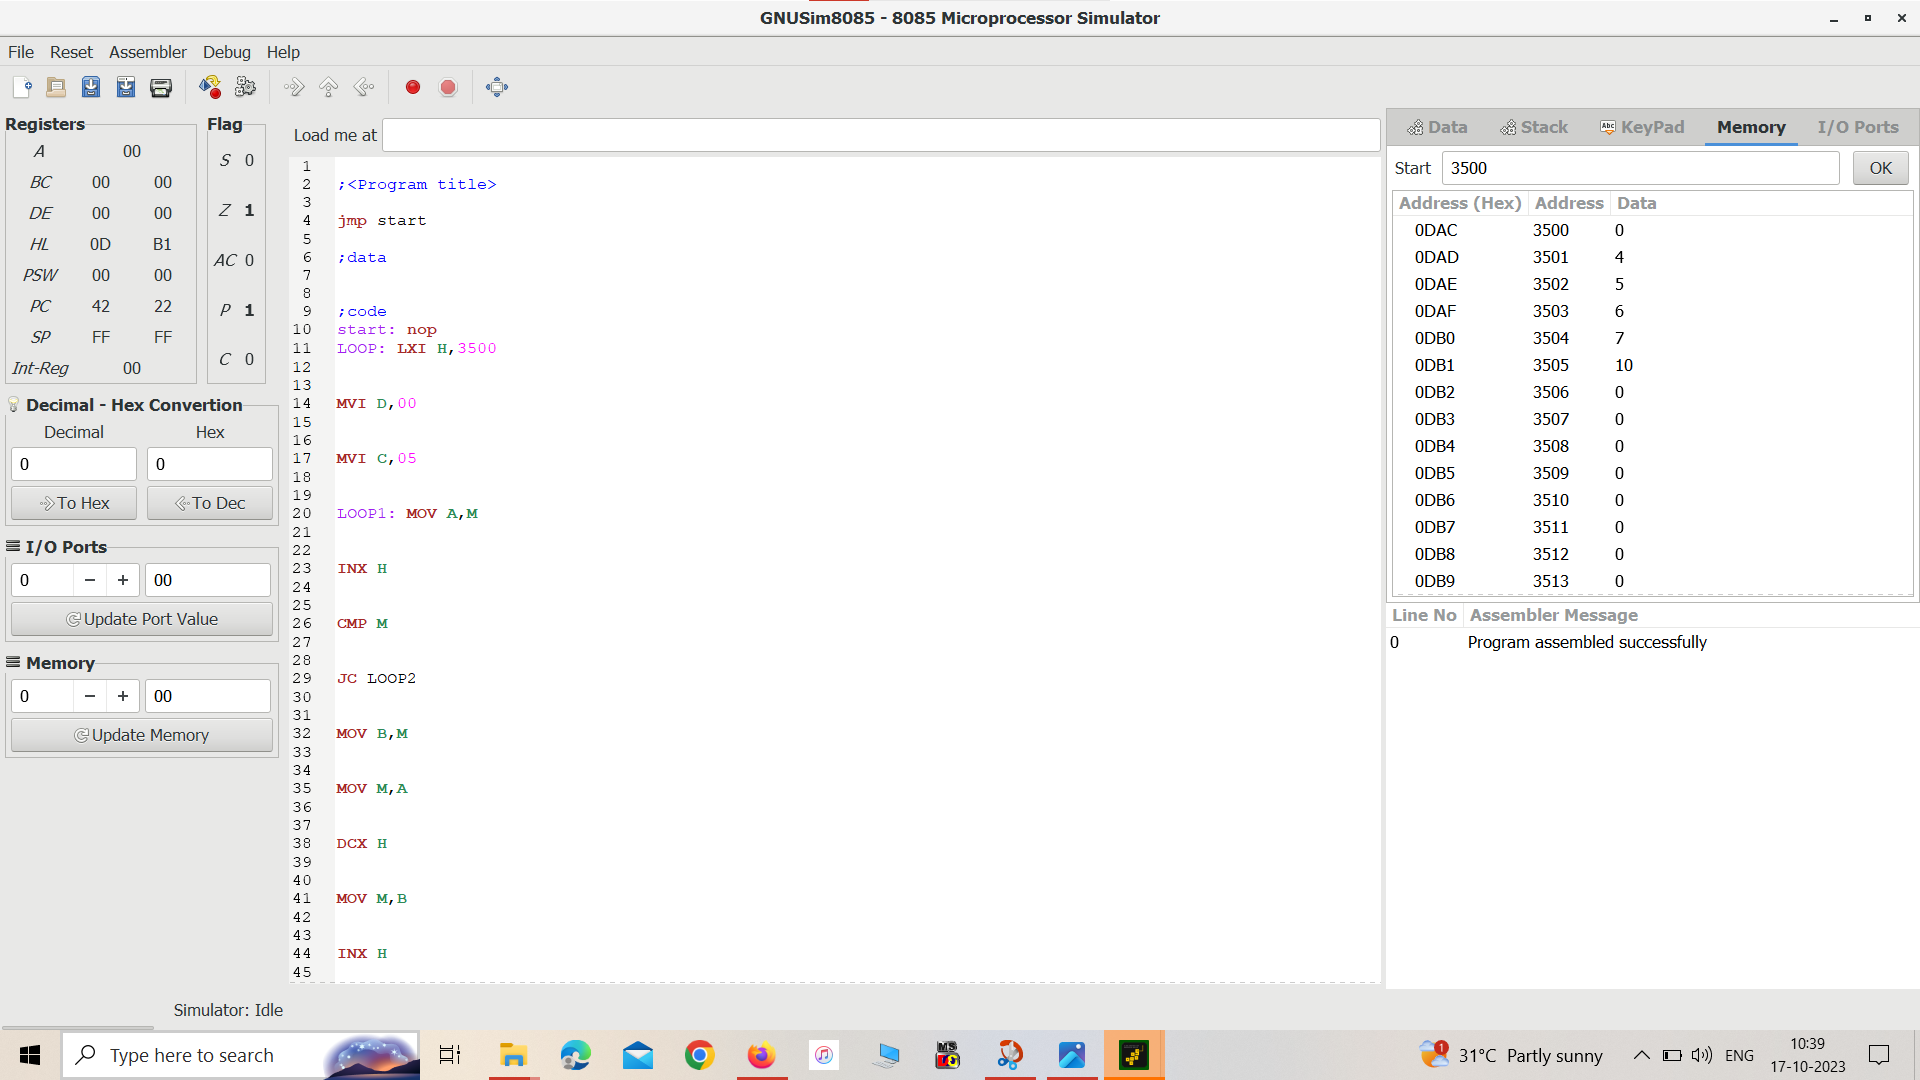 GNUSim8085 - 8085 Microprocessor Simulator
File Reset Assembler Debug Help
Registers
A 00
BC 00 00
DE 00 00
HL 0D B1
PSW 00 00
PC 42 22
SP FF FF
Int-Reg 00
Flag
S 0
Z 1
AC 0
P 1
C 0
Decimal - Hex Convertion
Decimal Hex
0 0
To Hex To Dec
I/O Ports
0 − + 00
Update Port Value
Memory
0 − + 00
Update Memory
Load me at
1
2 ;<Program title>
3
4 jmp start
5
6 ;data
7
8
9 ;code
10 start: nop
11 LOOP: LXI H,3500
12
13
14 MVI D,00
15
16
17 MVI C,05
18
19
20 LOOP1: MOV A,M
21
22
23 INX H
24
25
26 CMP M
27
28
29 JC LOOP2
30
31
32 MOV B,M
33
34
35 MOV M,A
36
37
38 DCX H
39
40
41 MOV M,B
42
43
44 INX H
45
Data Stack Abc KeyPad Memory I/O Ports
Start 3500 OK
Address (Hex) Address Data
0DAC 3500 0
0DAD 3501 4
0DAE 3502 5
0DAF 3503 6
0DB0 3504 7
0DB1 3505 10
0DB2 3506 0
0DB3 3507 0
0DB4 3508 0
0DB5 3509 0
0DB6 3510 0
0DB7 3511 0
0DB8 3512 0
0DB9 3513 0
Line No Assembler Message
0 Program assembled successfully
Simulator: Idle
Type here to search
1 31°C Partly sunny ENG
10:39
17-10-2023